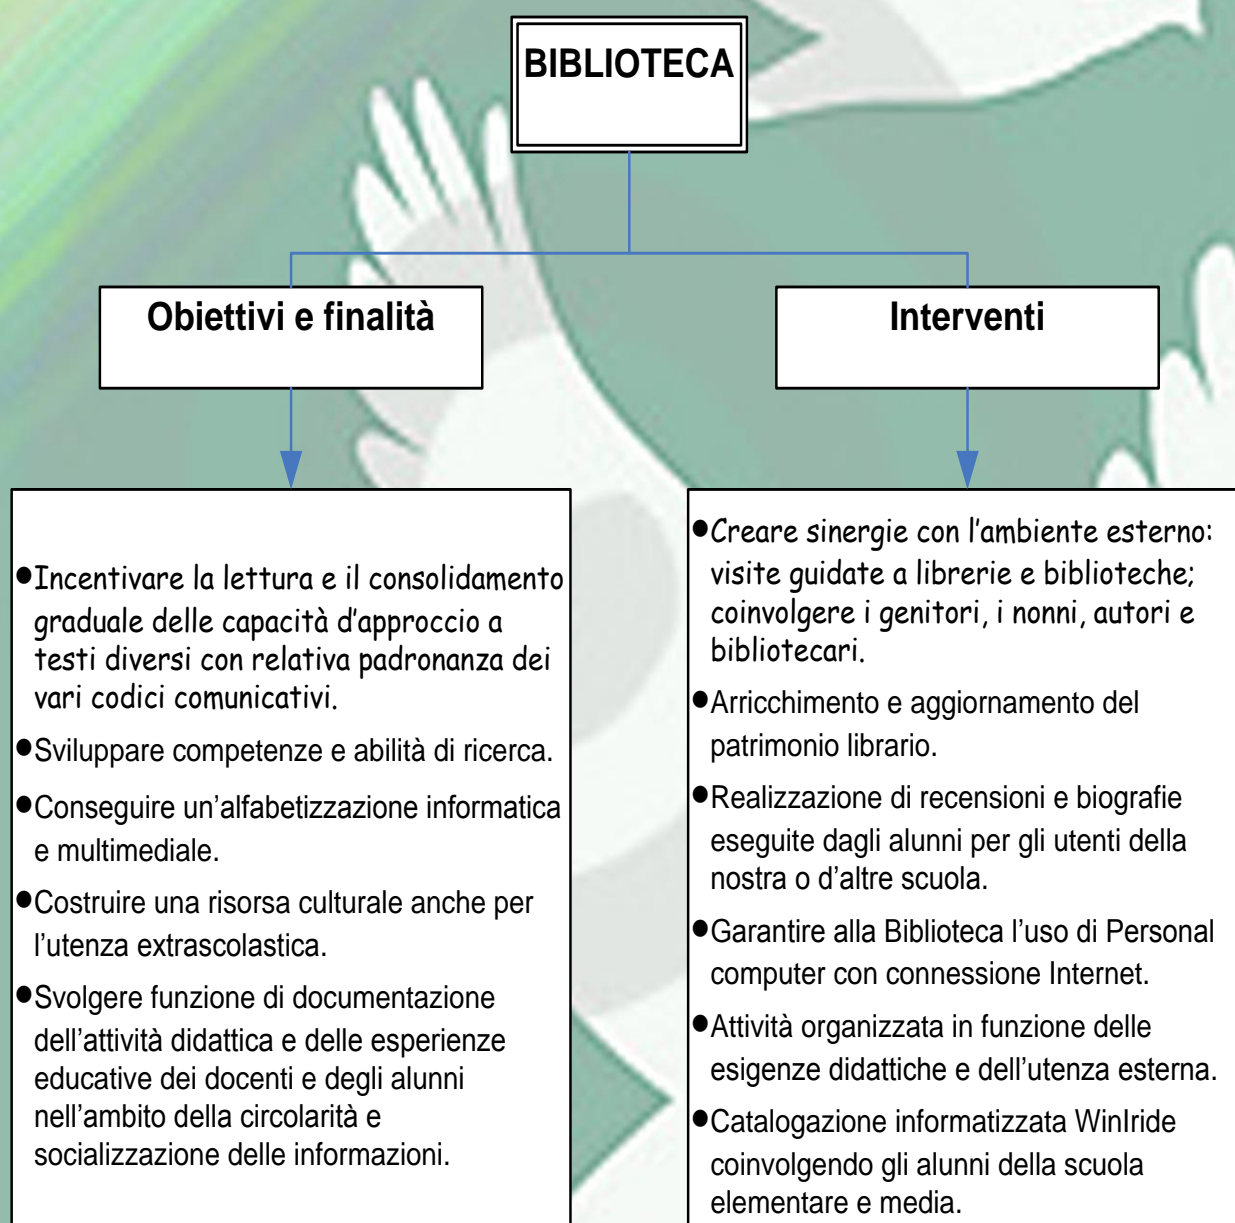 BIBLIOTECA
Obiettivi e finalità
●Incentivare la lettura e il consolidamento
graduale delle capacità d’approccio a
testi diversi con relativa padronanza dei
vari codici comunicativi.
●Sviluppare competenze e abilità di ricerca.
●Conseguire un’alfabetizzazione informatica
e multimediale.
●Costruire una risorsa culturale anche per
l’utenza extrascolastica.
●Svolgere funzione di documentazione
dell’attività didattica e delle esperienze
educative dei docenti e degli alunni
nell’ambito della circolarità e
socializzazione delle informazioni.
Interventi
●Creare sinergie con l’ambiente esterno:
visite guidate a librerie e biblioteche;
coinvolgere i genitori, i nonni, autori e
bibliotecari.
●Arricchimento e aggiornamento del
patrimonio librario.
●Realizzazione di recensioni e biografie
eseguite dagli alunni per gli utenti della
nostra o d’altre scuola.
●Garantire alla Biblioteca l’uso di Personal
computer con connessione Internet.
●Attività organizzata in funzione delle
esigenze didattiche e dell’utenza esterna.
●Catalogazione informatizzata WinIride
coinvolgendo gli alunni della scuola
elementare e media.